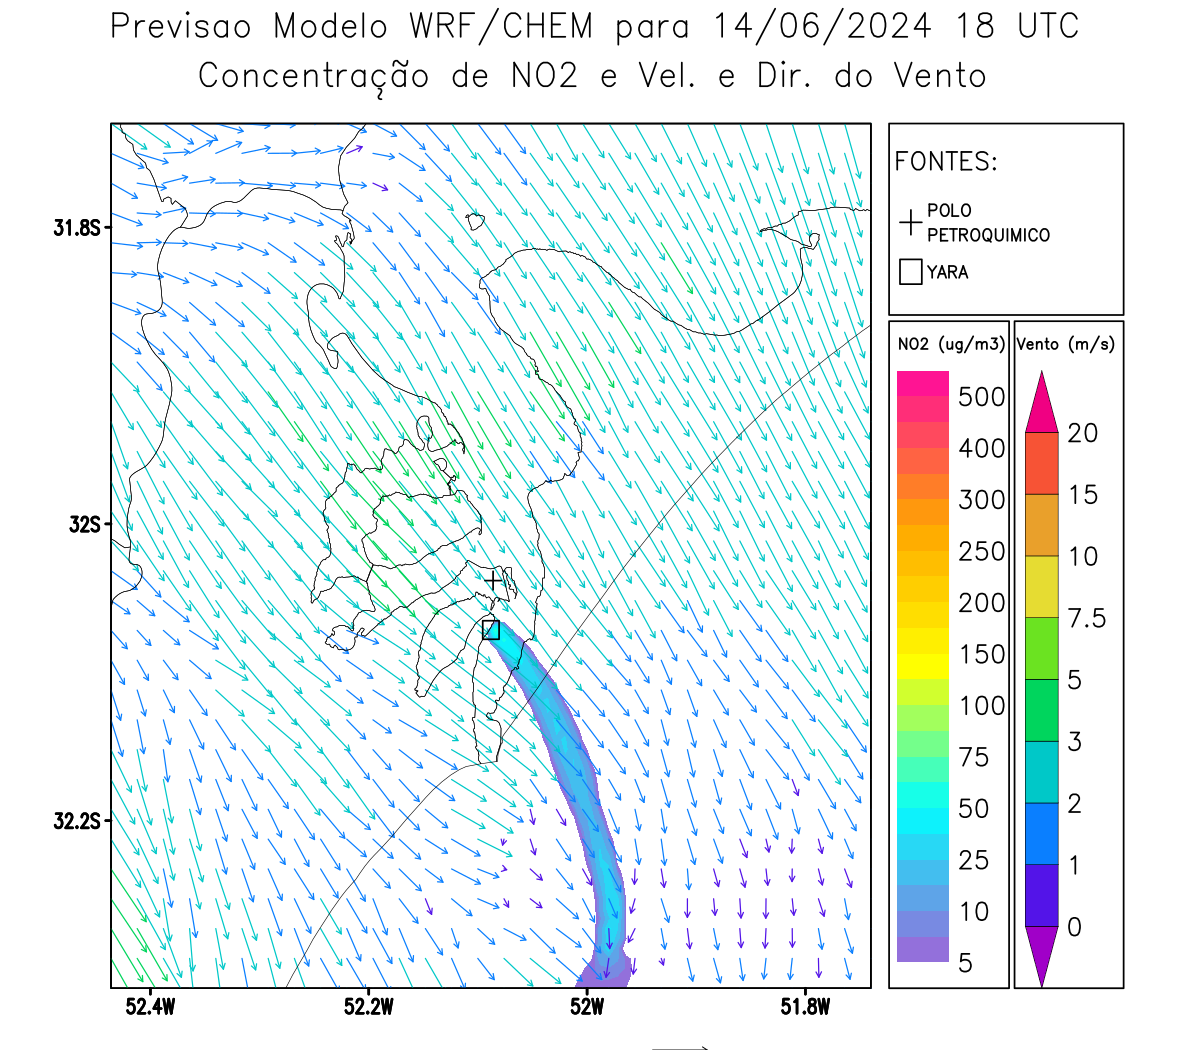 Previsao Modelo WRF/CHEM para 14/06/2024 18 UTC
Concentração de NO2 e Vel. e Dir. do Vento
FONTES:
POLO
PETROQUIMICO
YARA
31.8S
32S
32.2S
52.4W
52.2W
52W
51.8W
NO2 (ug/m3)
500
400
300
250
200
150
100
75
50
25
10
5
Vento (m/s)
20
15
10
7.5
5
3
2
1
0